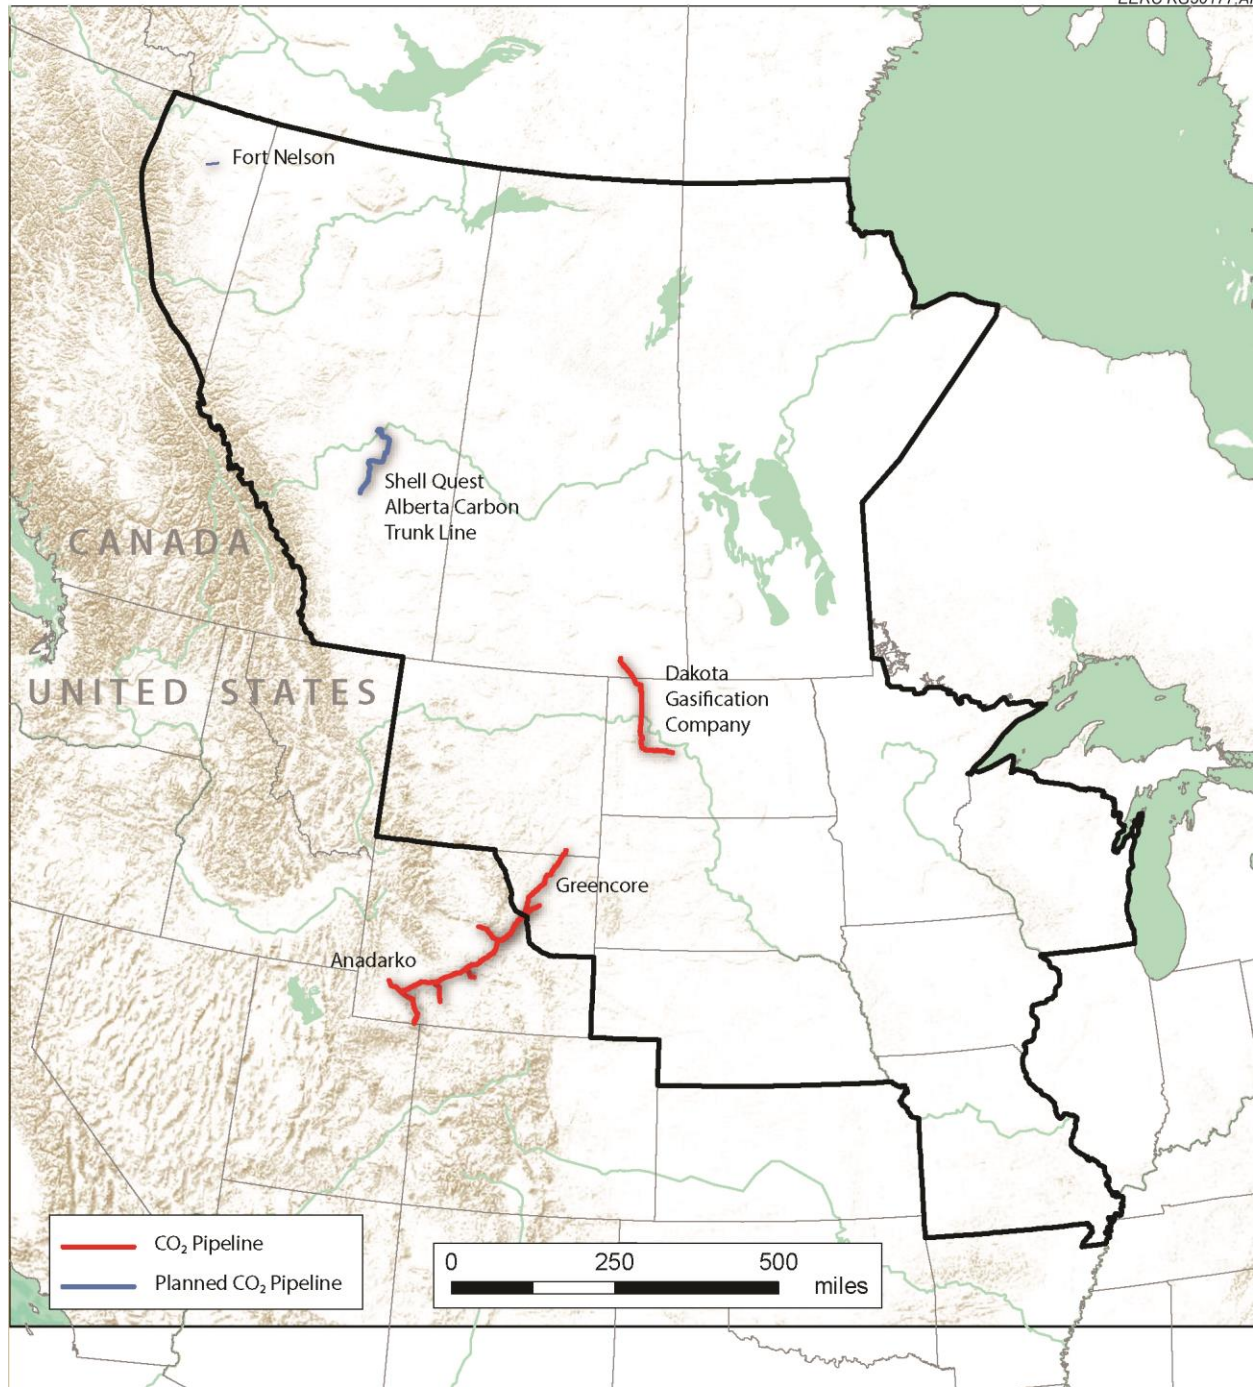 Fort Nelson
Shell Quest
Alberta Carbon
Trunk Line
CANADA
UNITED STATES
Dakota
Gasification
Company
Greencore
Anadarko
CO₂ Pipeline
Planned CO₂ Pipeline
0 250 500
miles